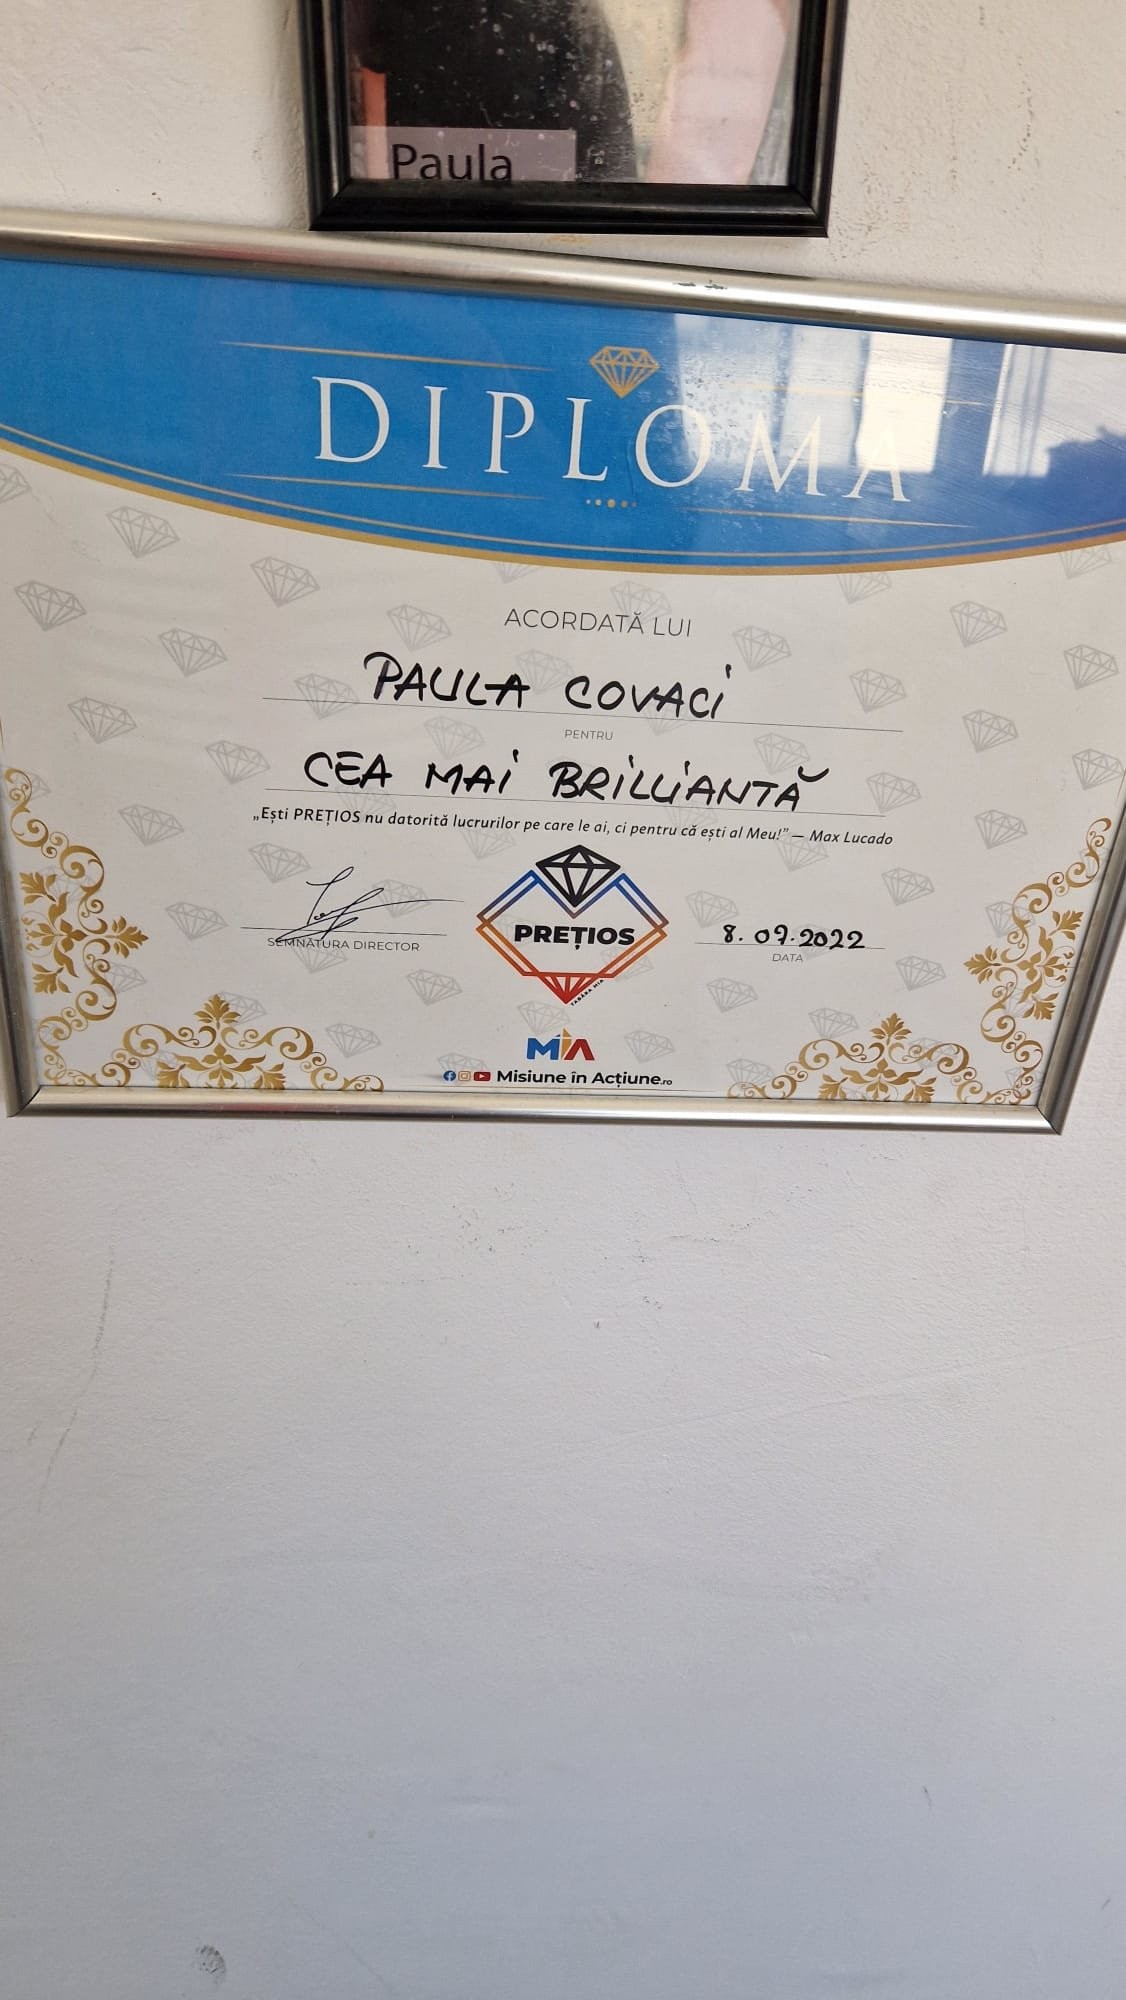 Paula
DIPLOMA
ACORDATĂ LUI
PAULA COVACI
PENTRU
CEA MAI BRILLIANTĂ
„Ești PREȚIOS nu datorită lucrurilor pe care le ai, ci pentru că ești al Meu!” — Max Lucado
SEMNĂTURA DIRECTOR
PREȚIOS
TABĂRA MIA
8.07.2022
DATA
MIA
Misiune în Acțiune.ro